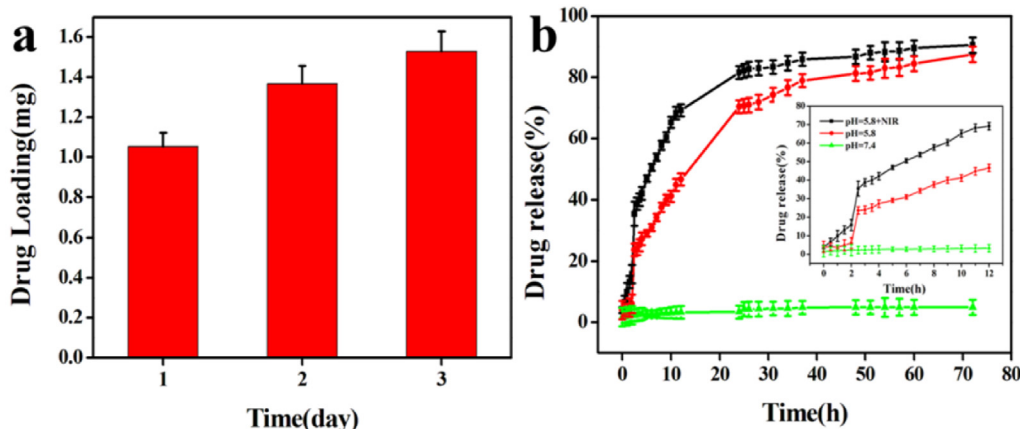 a
Drug Loading(mg)
1.6
1.4
1.2
1.0
0.8
0.6
0.4
0.2
0.0
1 2 3
Time(day)
b
Drug release(%)
100
80
60
40
20
0
0 10 20 30 40 50 60 70 80
Time(h)
pH=5.8+NIR
pH=5.8
pH=7.4
Drug release(%)
80
70
60
50
40
30
20
10
0
0 2 4 6 8 10 12
Time(h)